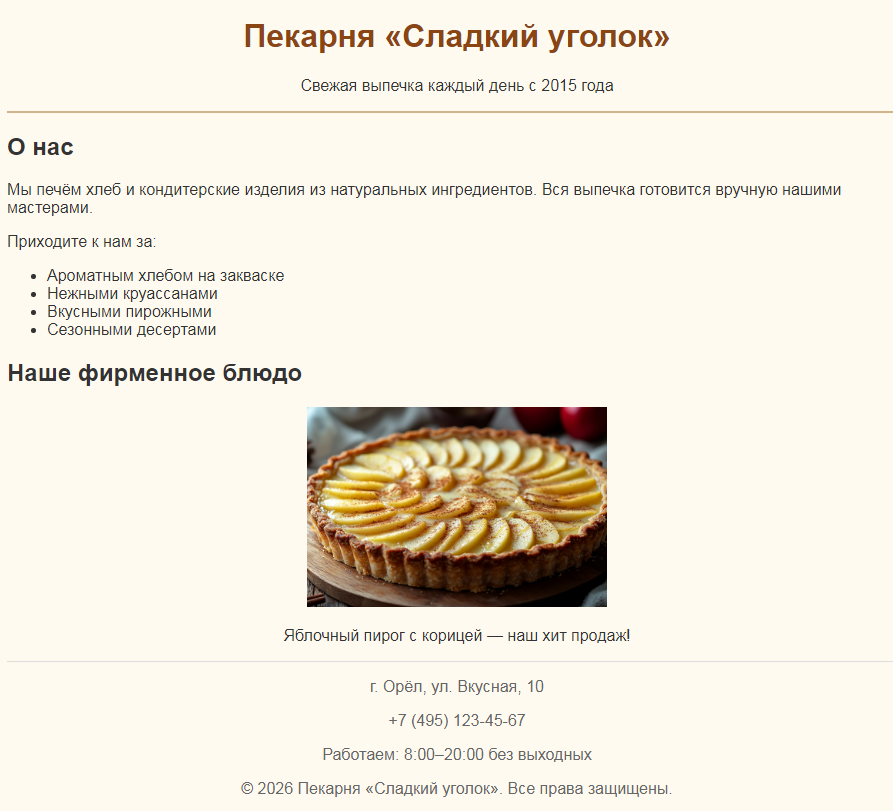 Пекарня «Сладкий уголок»
Свежая выпечка каждый день с 2015 года
О нас
Мы печём хлеб и кондитерские изделия из натуральных ингредиентов. Вся выпечка готовится вручную нашими
мастерами.
Приходите к нам за:
• Ароматным хлебом на закваске
• Нежными круассанами
• Вкусными пирожными
• Сезонными десертами
Наше фирменное блюдо
Яблочный пирог с корицей — наш хит продаж!
г. Орёл, ул. Вкусная, 10
+7 (495) 123-45-67
Работаем: 8:00–20:00 без выходных
© 2026 Пекарня «Сладкий уголок». Все права защищены.